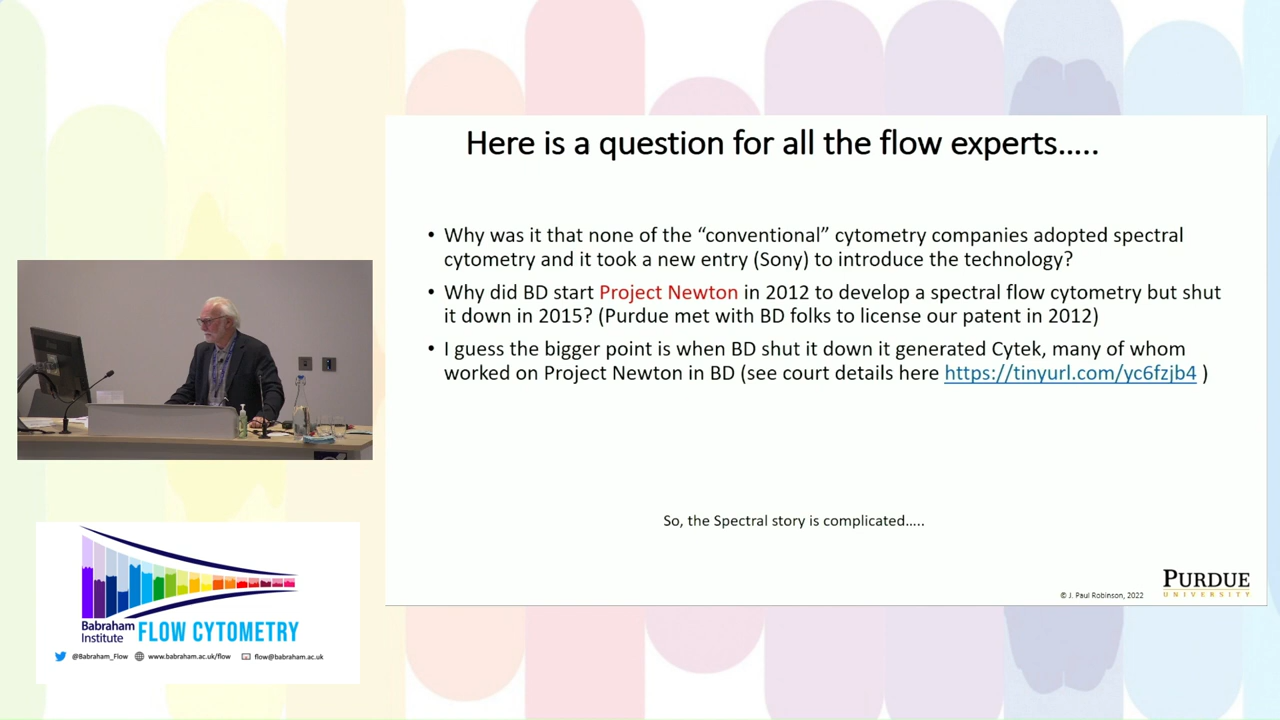 Here is a question for all the flow experts…..
• Why was it that none of the “conventional” cytometry companies adopted spectral
cytometry and it took a new entry (Sony) to introduce the technology?
• Why did BD start Project Newton in 2012 to develop a spectral flow cytometry but shut
it down in 2015? (Purdue met with BD folks to license our patent in 2012)
• I guess the bigger point is when BD shut it down it generated Cytek, many of whom
worked on Project Newton in BD (see court details here https://tinyurl.com/yc6fzjb4 )
So, the Spectral story is complicated…..
© J. Paul Robinson, 2022
PURDUE
UNIVERSITY
Babraham
Institute
FLOW CYTOMETRY
@Babraham_Flow
www.babraham.ac.uk/flow
flow@babraham.ac.uk